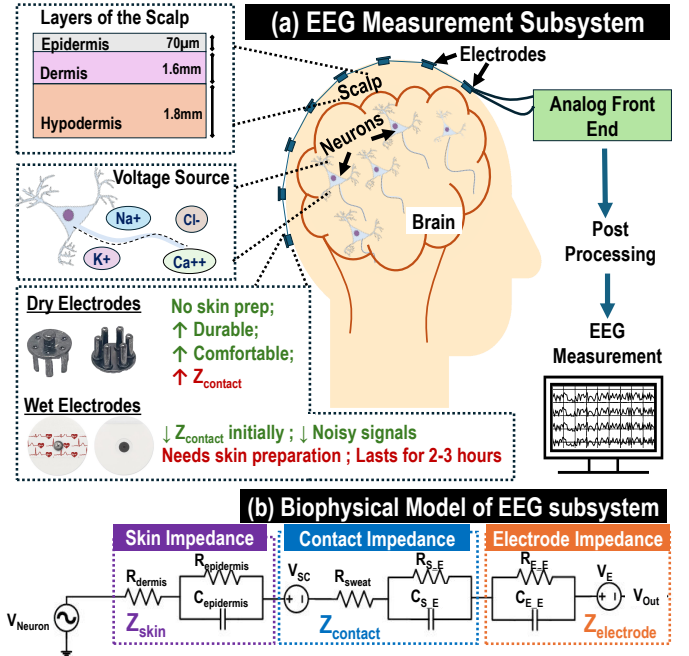 Layers of the Scalp
Epidermis 70μm
Dermis 1.6mm
Hypodermis 1.8mm
(a) EEG Measurement Subsystem
Electrodes
Scalp
Neurons
Brain
Analog Front
End
Post
Processing
EEG
Measurement
Voltage Source
Na+
Cl-
K+
Ca++
Dry Electrodes
No skin prep;
↑ Durable;
↑ Comfortable;
↑ Zcontact
Wet Electrodes
↓ Zcontact initially ; ↓ Noisy signals
Needs skin preparation ; Lasts for 2-3 hours
(b) Biophysical Model of EEG subsystem
Skin Impedance
Contact Impedance
Electrode Impedance
VNeuron
Rdermis
Repidermis
Cepidermis
Zskin
VSC
+ -
Rsweat
RS_E
CS_E
Zcontact
RE_E
CE_E
VE
+ -
VOut
Zelectrode